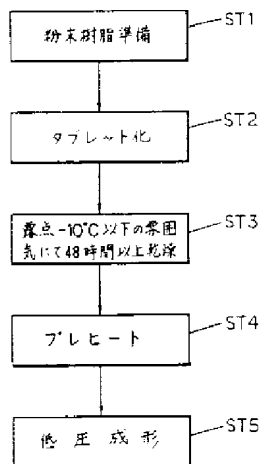 粉末樹脂準備
ST1
タブレット化
ST2
露点-10℃以下の雰囲
気にて48時間以上乾燥
ST3
プレヒート
ST4
低圧成形
ST5